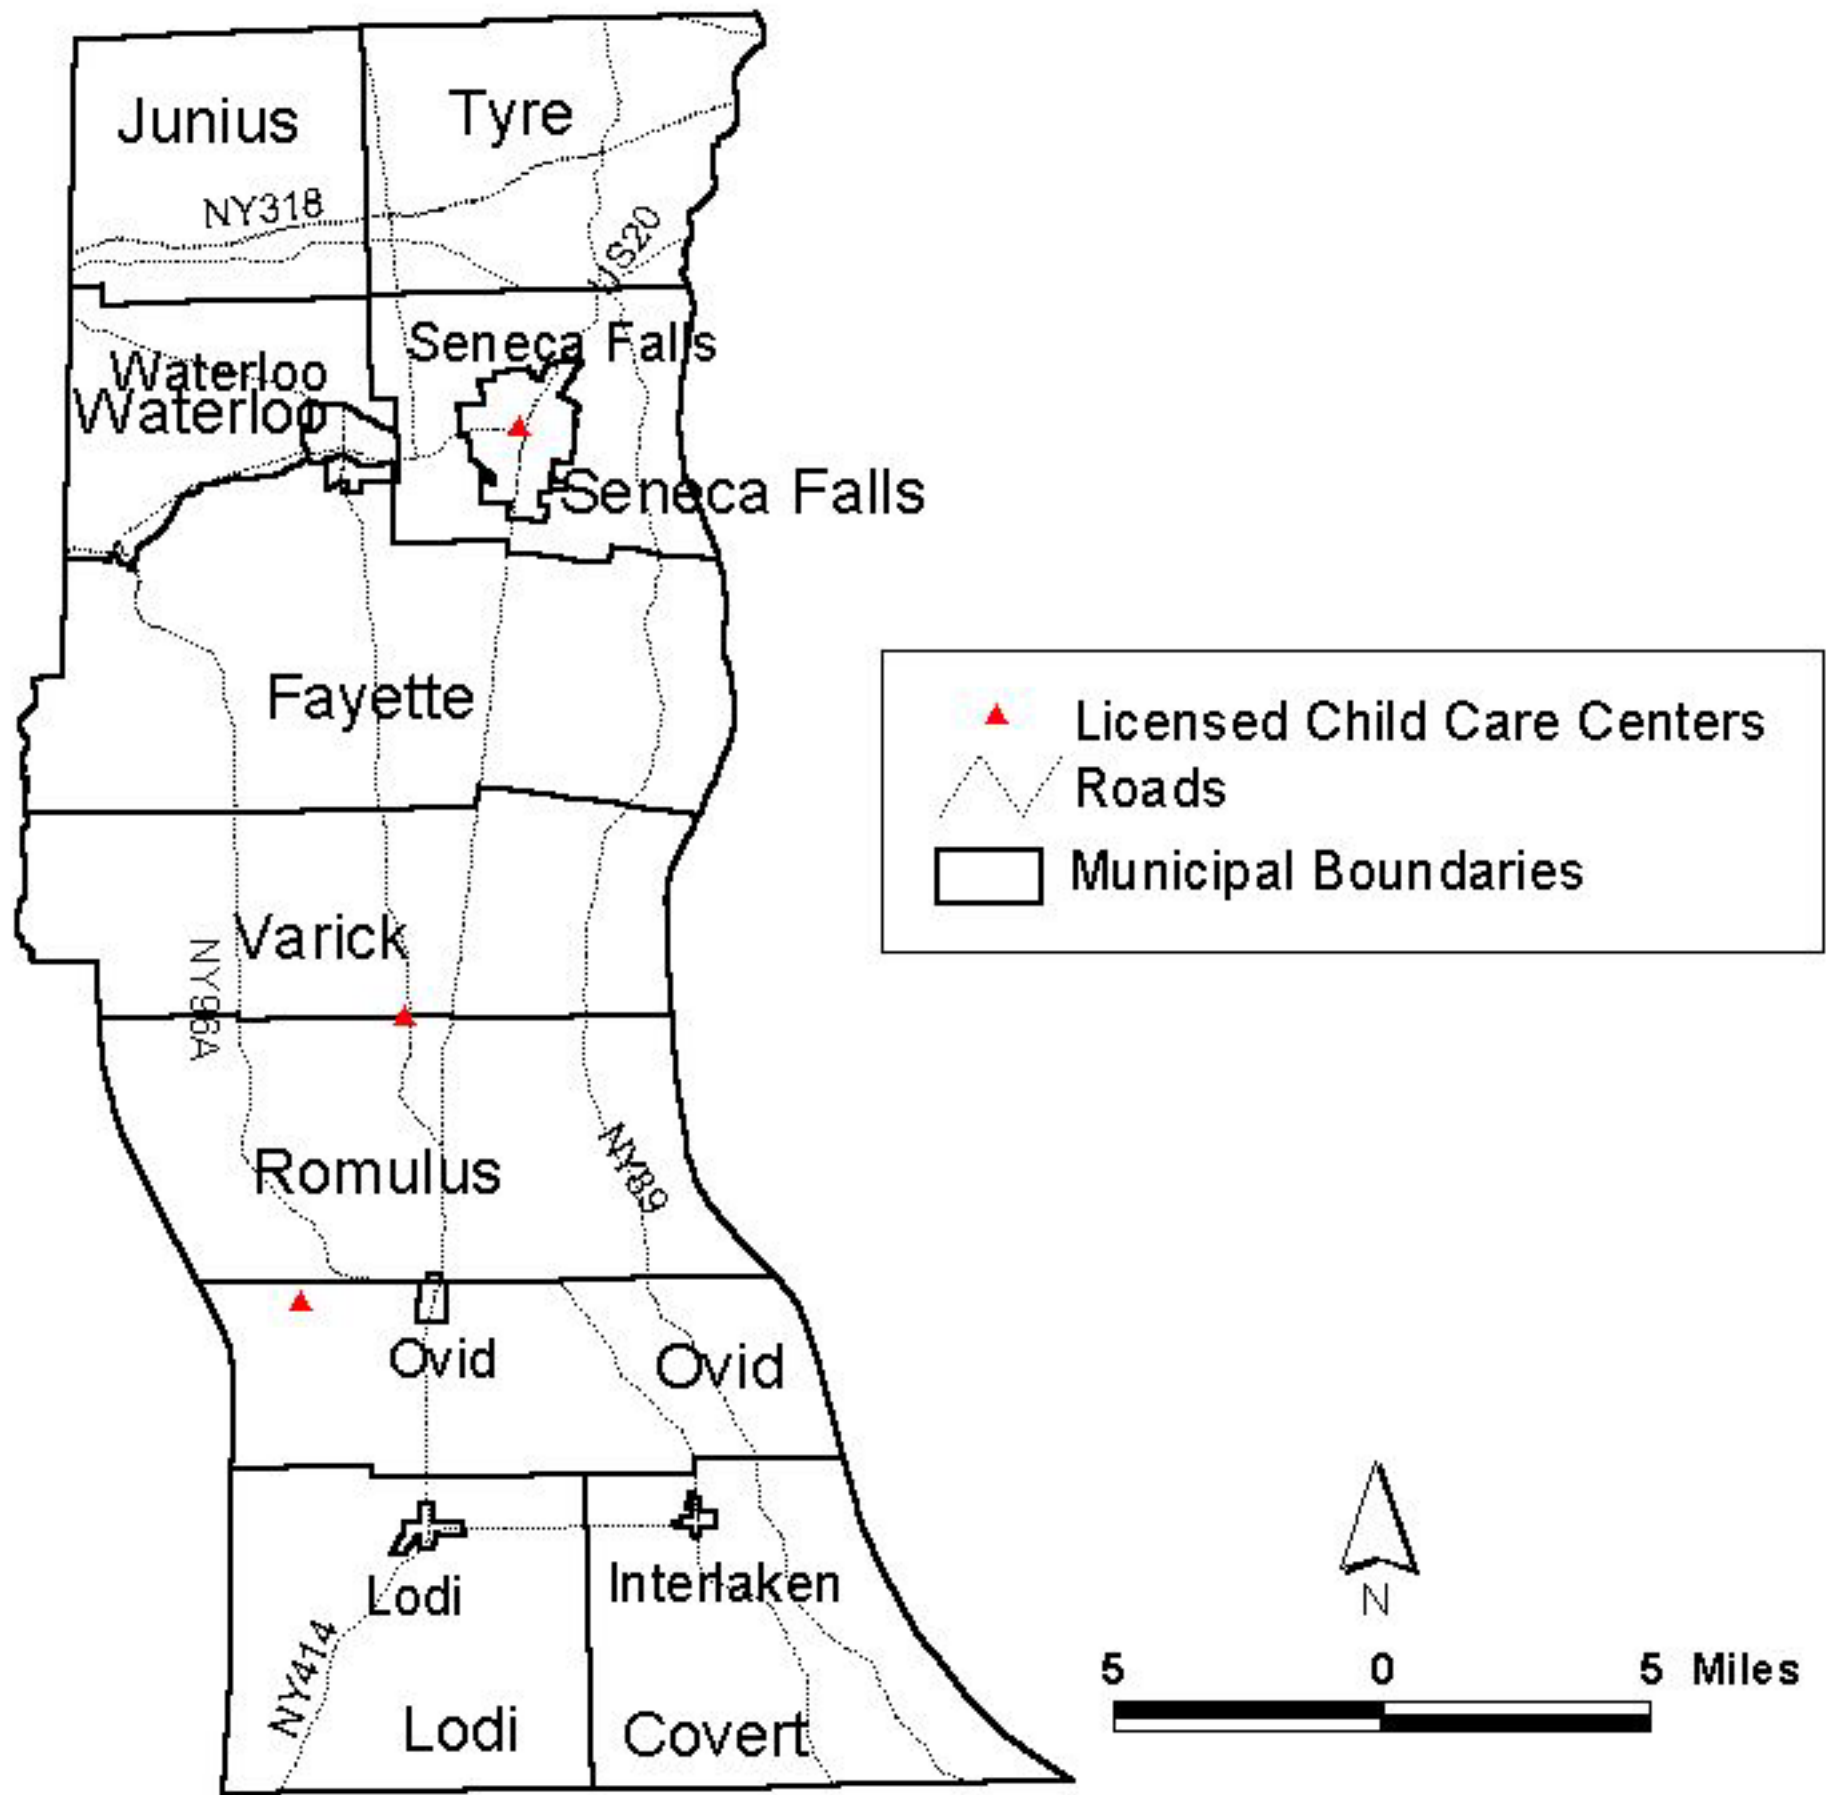 Junius
Tyre
NY318
US20
Seneca Falls
Waterloo
Waterloo
Seneca Falls
Fayette
Licensed Child Care Centers
Roads
Municipal Boundaries
Varick
NY96A
Romulus
NY89
Ovid
Ovid
Interlaken
Lodi
N
NY414
5 0 5 Miles
Lodi
Covert